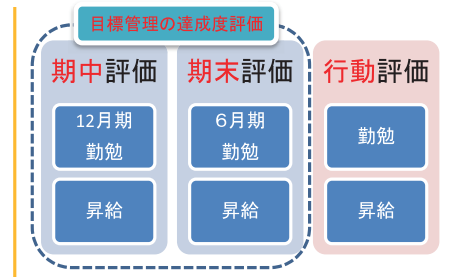 目標管理の達成度評価
期中評価
期末評価
行動評価
12月期
勤勉
６月期
勤勉
勤勉
昇給
昇給
昇給